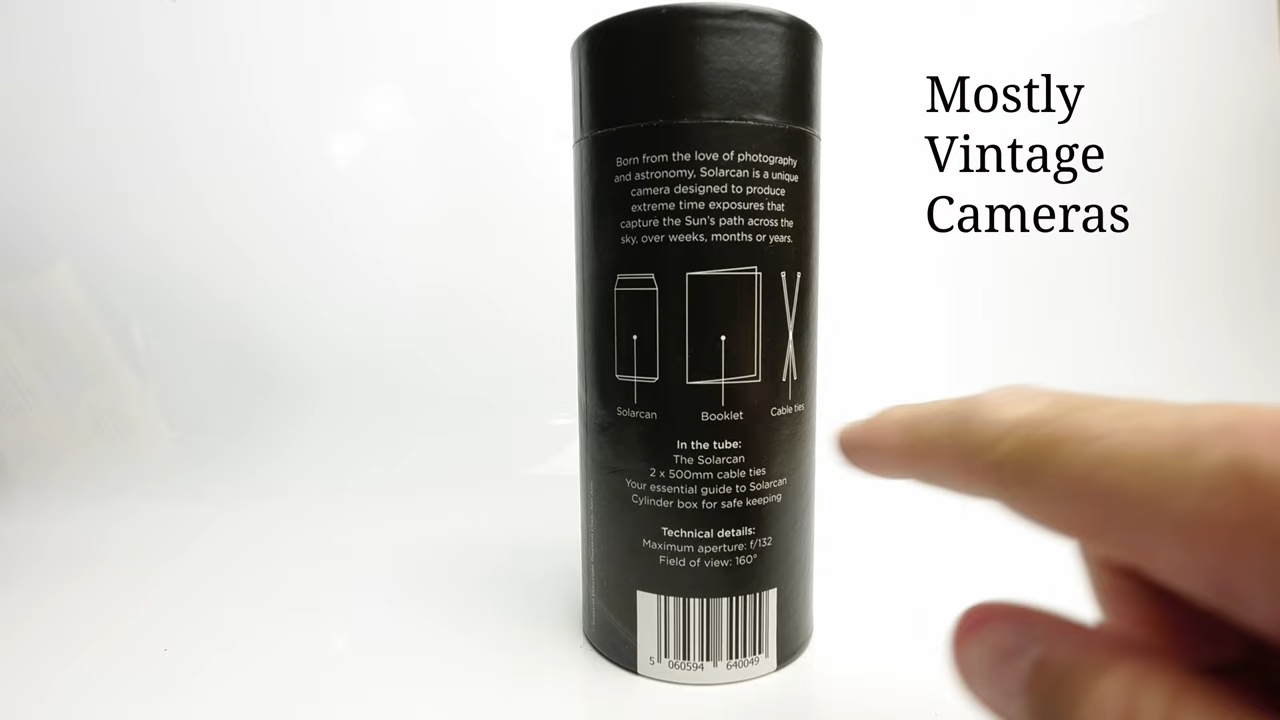 Mostly
Vintage
Cameras
Born from the love of photography
and astronomy, Solarcan is a unique
camera designed to produce
extreme time exposures that
capture the Sun's path across the
sky, over weeks, months or years.
Solarcan
Booklet
Cable ties
In the tube:
The Solarcan
2 x 500mm cable ties
Your essential guide to Solarcan
Cylinder box for safe keeping
Technical details:
Maximum aperture: f/132
Field of view: 160°
5 060594 640049